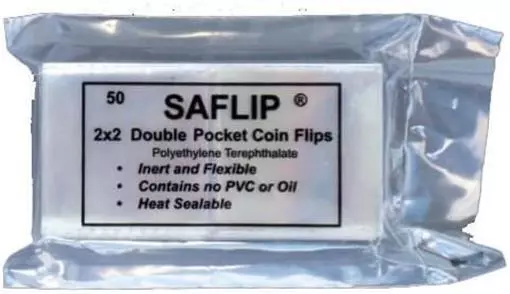 50
SAFLIP ®
2x2 Double Pocket Coin Flips
Polyethylene Terephthalate
• Inert and Flexible
• Contains no PVC or Oil
• Heat Sealable